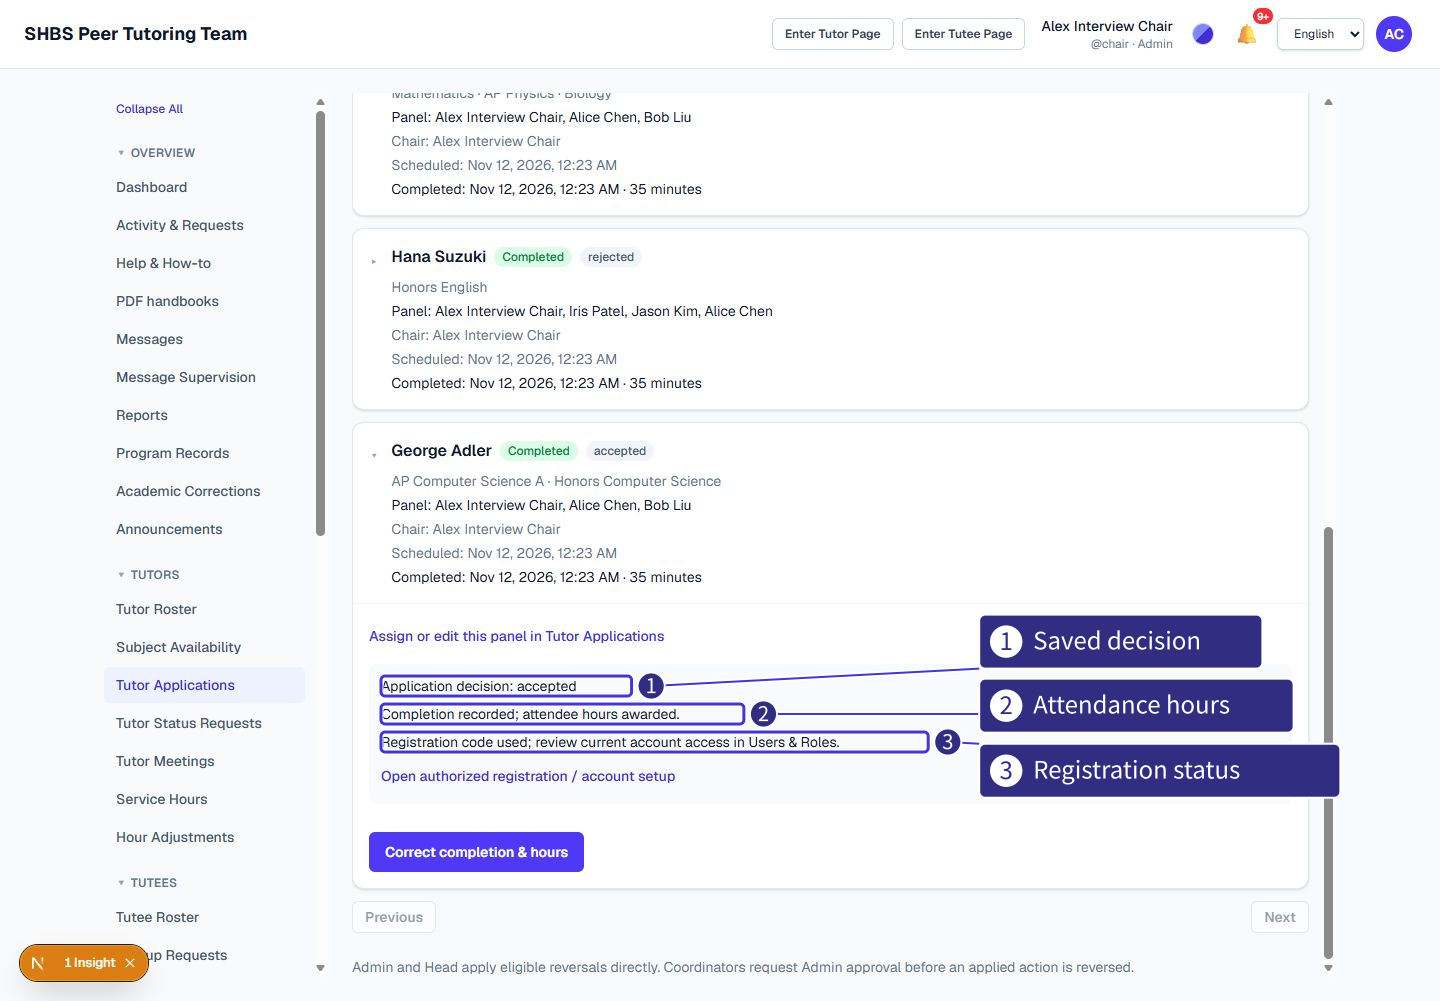 SHBS Peer Tutoring Team
Enter Tutor Page
Enter Tutee Page
Alex Interview Chair
@chair · Admin
9+
English
AC
Collapse All
OVERVIEW
Dashboard
Activity & Requests
Help & How-to
PDF handbooks
Messages
Message Supervision
Reports
Program Records
Academic Corrections
Announcements
TUTORS
Tutor Roster
Subject Availability
Tutor Applications
Tutor Status Requests
Tutor Meetings
Service Hours
Hour Adjustments
TUTEES
Tutee Roster
up Requests
N 1 Insight ×
Mathematics · AP Physics · Biology
Panel: Alex Interview Chair, Alice Chen, Bob Liu
Chair: Alex Interview Chair
Scheduled: Nov 12, 2026, 12:23 AM
Completed: Nov 12, 2026, 12:23 AM · 35 minutes
Hana Suzuki Completed rejected
Honors English
Panel: Alex Interview Chair, Iris Patel, Jason Kim, Alice Chen
Chair: Alex Interview Chair
Scheduled: Nov 12, 2026, 12:23 AM
Completed: Nov 12, 2026, 12:23 AM · 35 minutes
George Adler Completed accepted
AP Computer Science A · Honors Computer Science
Panel: Alex Interview Chair, Alice Chen, Bob Liu
Chair: Alex Interview Chair
Scheduled: Nov 12, 2026, 12:23 AM
Completed: Nov 12, 2026, 12:23 AM · 35 minutes
Assign or edit this panel in Tutor Applications
Application decision: accepted 1
Completion recorded; attendee hours awarded. 2
Registration code used; review current account access in Users & Roles. 3
Open authorized registration / account setup
1 Saved decision
2 Attendance hours
3 Registration status
Correct completion & hours
Previous
Next
Admin and Head apply eligible reversals directly. Coordinators request Admin approval before an applied action is reversed.